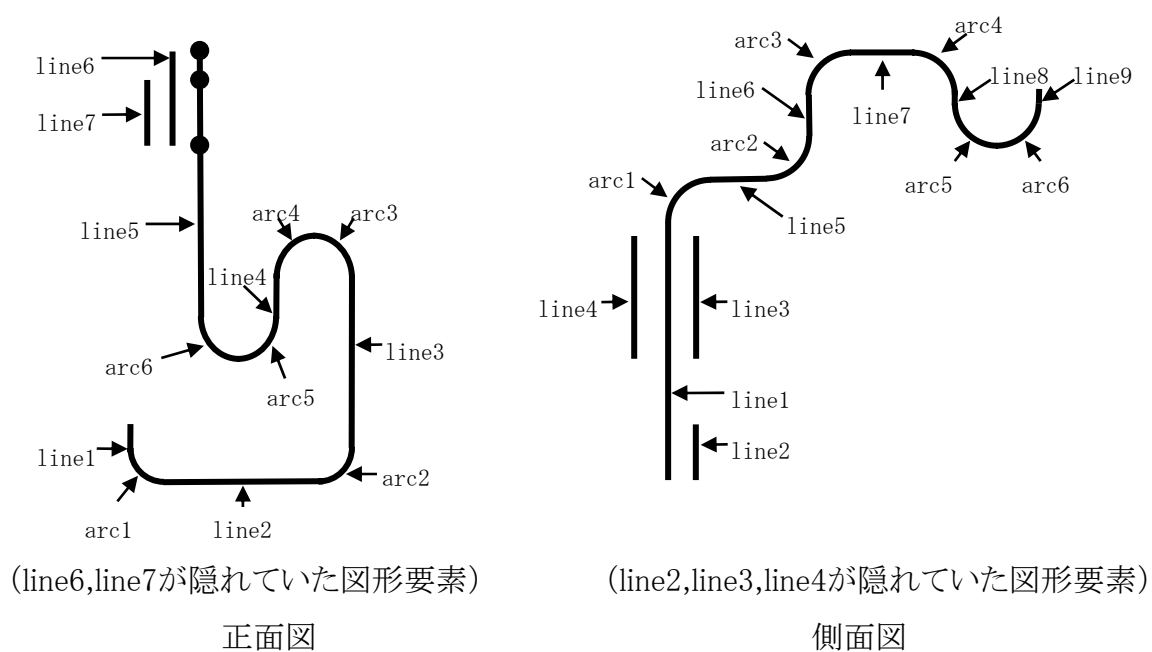 line6
line7
line5
arc4
arc3
line4
arc6
line3
arc5
line1
arc2
arc1
line2
(line6,line7が隠れていた図形要素)
正面図
arc3
arc4
line6
line8
line9
line7
arc2
arc1
arc5
arc6
line5
line4
line3
line1
line2
(line2,line3,line4が隠れていた図形要素)
側面図